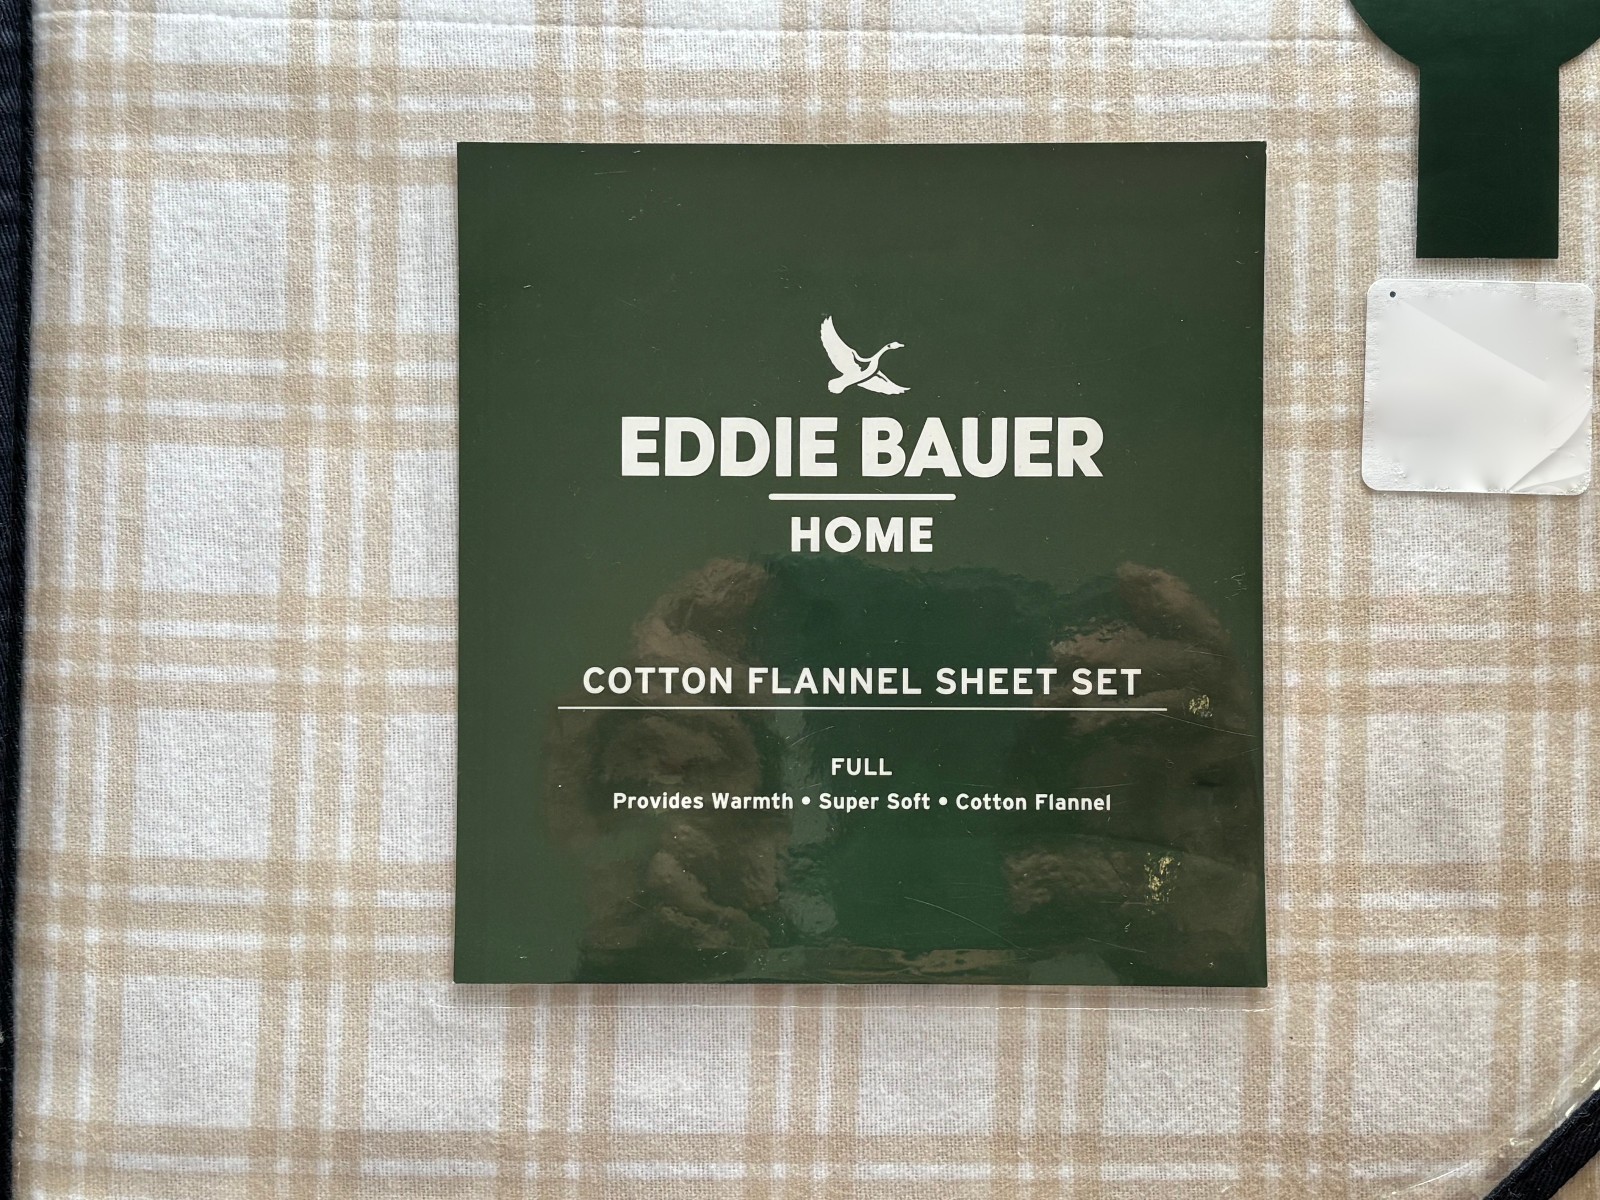 EDDIE BAUER
HOME
COTTON FLANNEL SHEET SET
FULL
Provides Warmth • Super Soft • Cotton Flannel